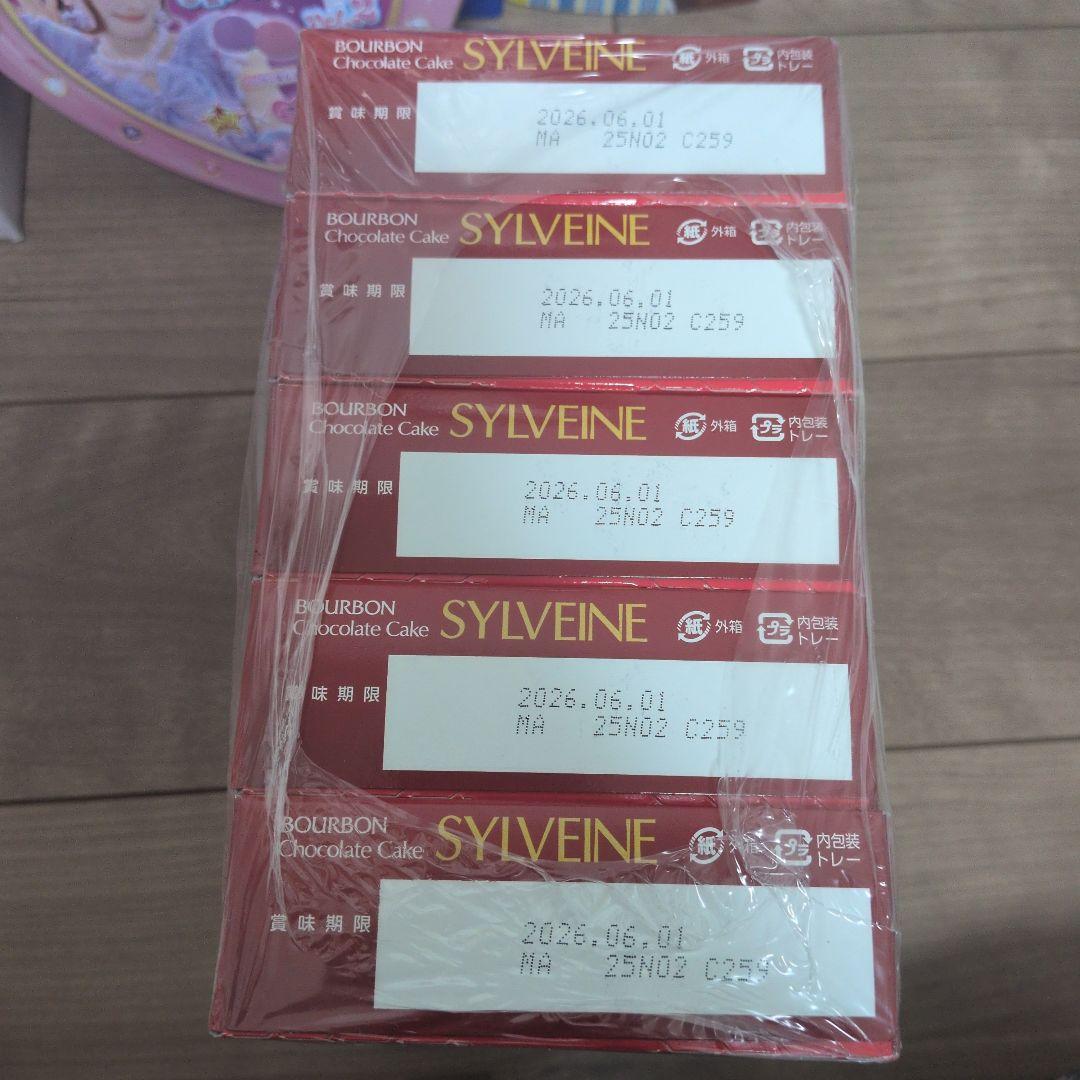 BOURBON
Chocolate Cake
SYLVEINE
紙 外箱
プラ 内包装
トレー
賞味期限
2026.06.01
MA 25N02 C259
BOURBON
Chocolate Cake
SYLVEINE
紙 外箱
プラ 内包装
トレー
賞味期限
2026.06.01
MA 25N02 C259
BOURBON
Chocolate Cake
SYLVEINE
紙 外箱
プラ 内包装
トレー
賞味期限
2026.06.01
MA 25N02 C259
BOURBON
Chocolate Cake
SYLVEINE
紙 外箱
プラ 内包装
トレー
賞味期限
2026.06.01
MA 25N02 C259
BOURBON
Chocolate Cake
SYLVEINE
紙 外箱
プラ 内包装
トレー
賞味期限
2026.06.01
MA 25N02 C259